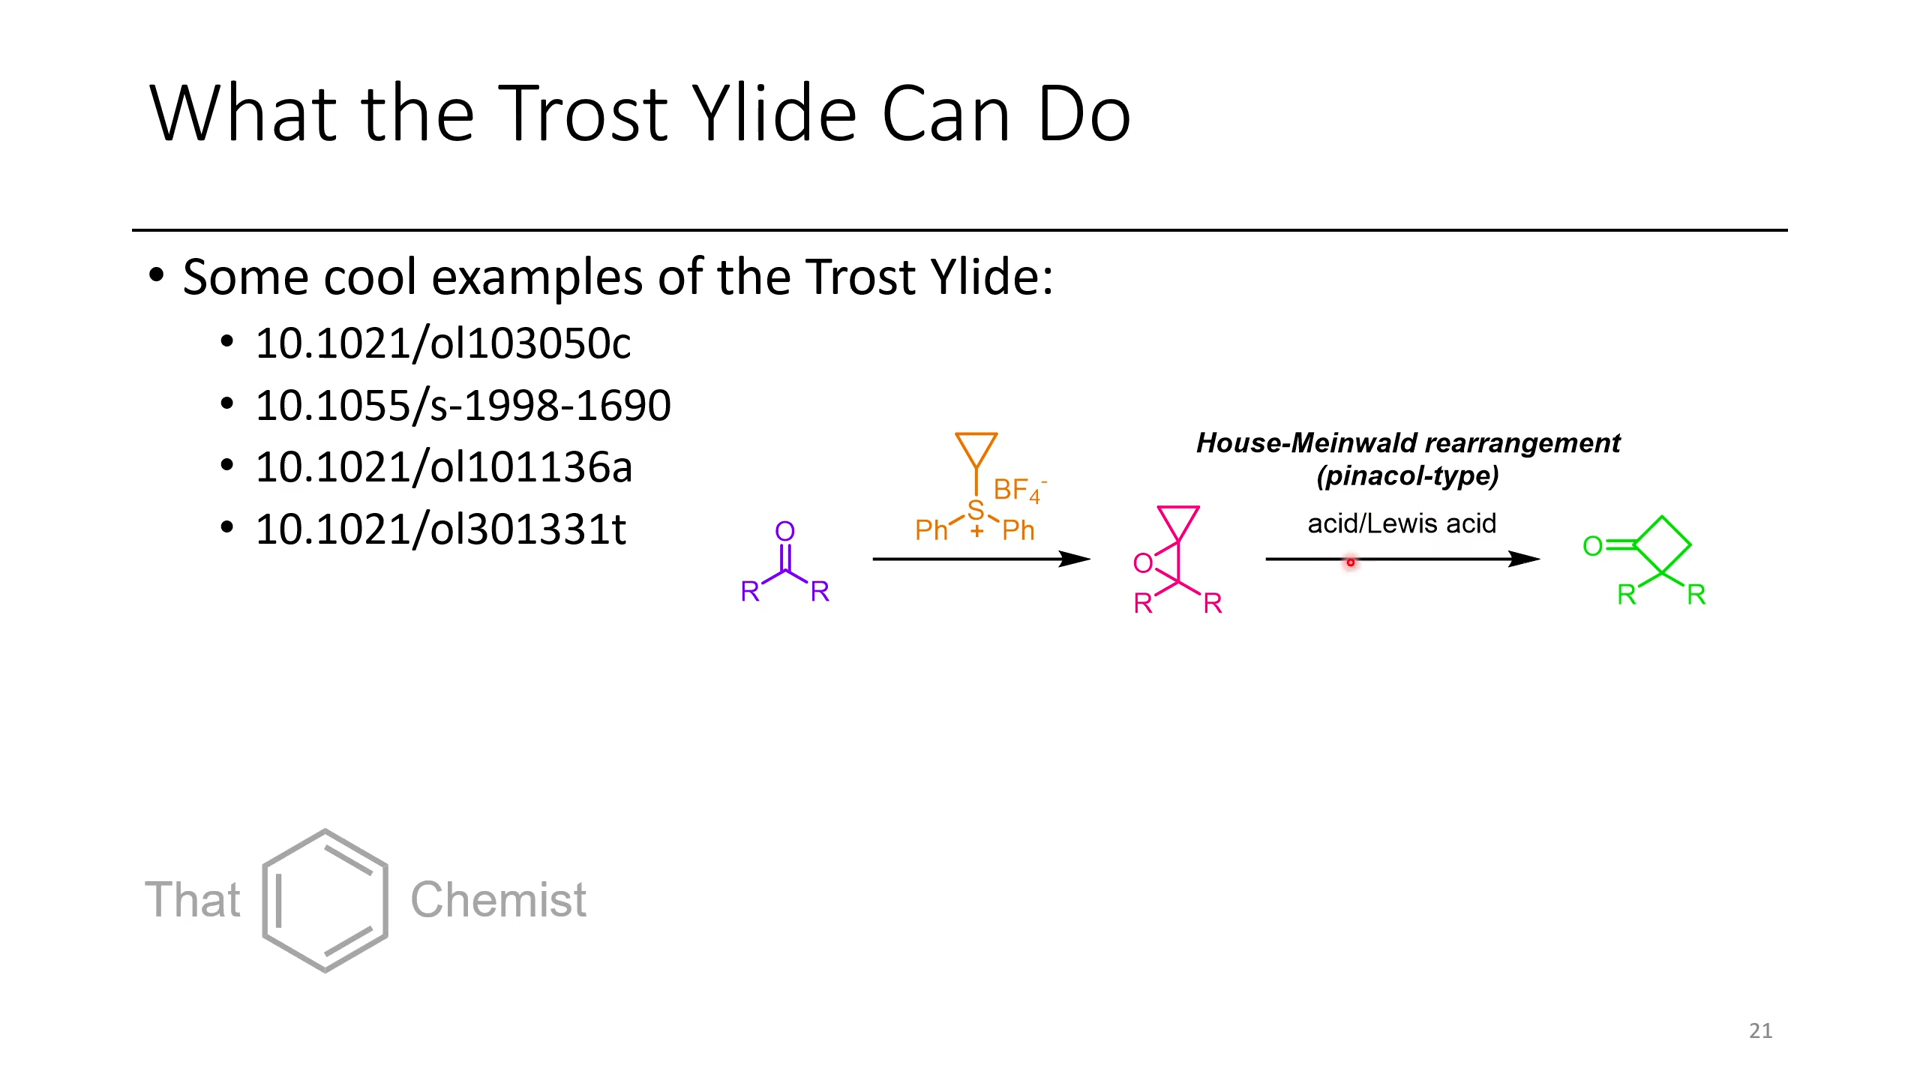 What the Trost Ylide Can Do
• Some cool examples of the Trost Ylide:
• 10.1021/ol103050c
• 10.1055/s-1998-1690
• 10.1021/ol101136a
• 10.1021/ol301331t
O
R R
BF4-
S
Ph + Ph
O
R R
House-Meinwald rearrangement
(pinacol-type)
acid/Lewis acid
O
R R
That Chemist
21